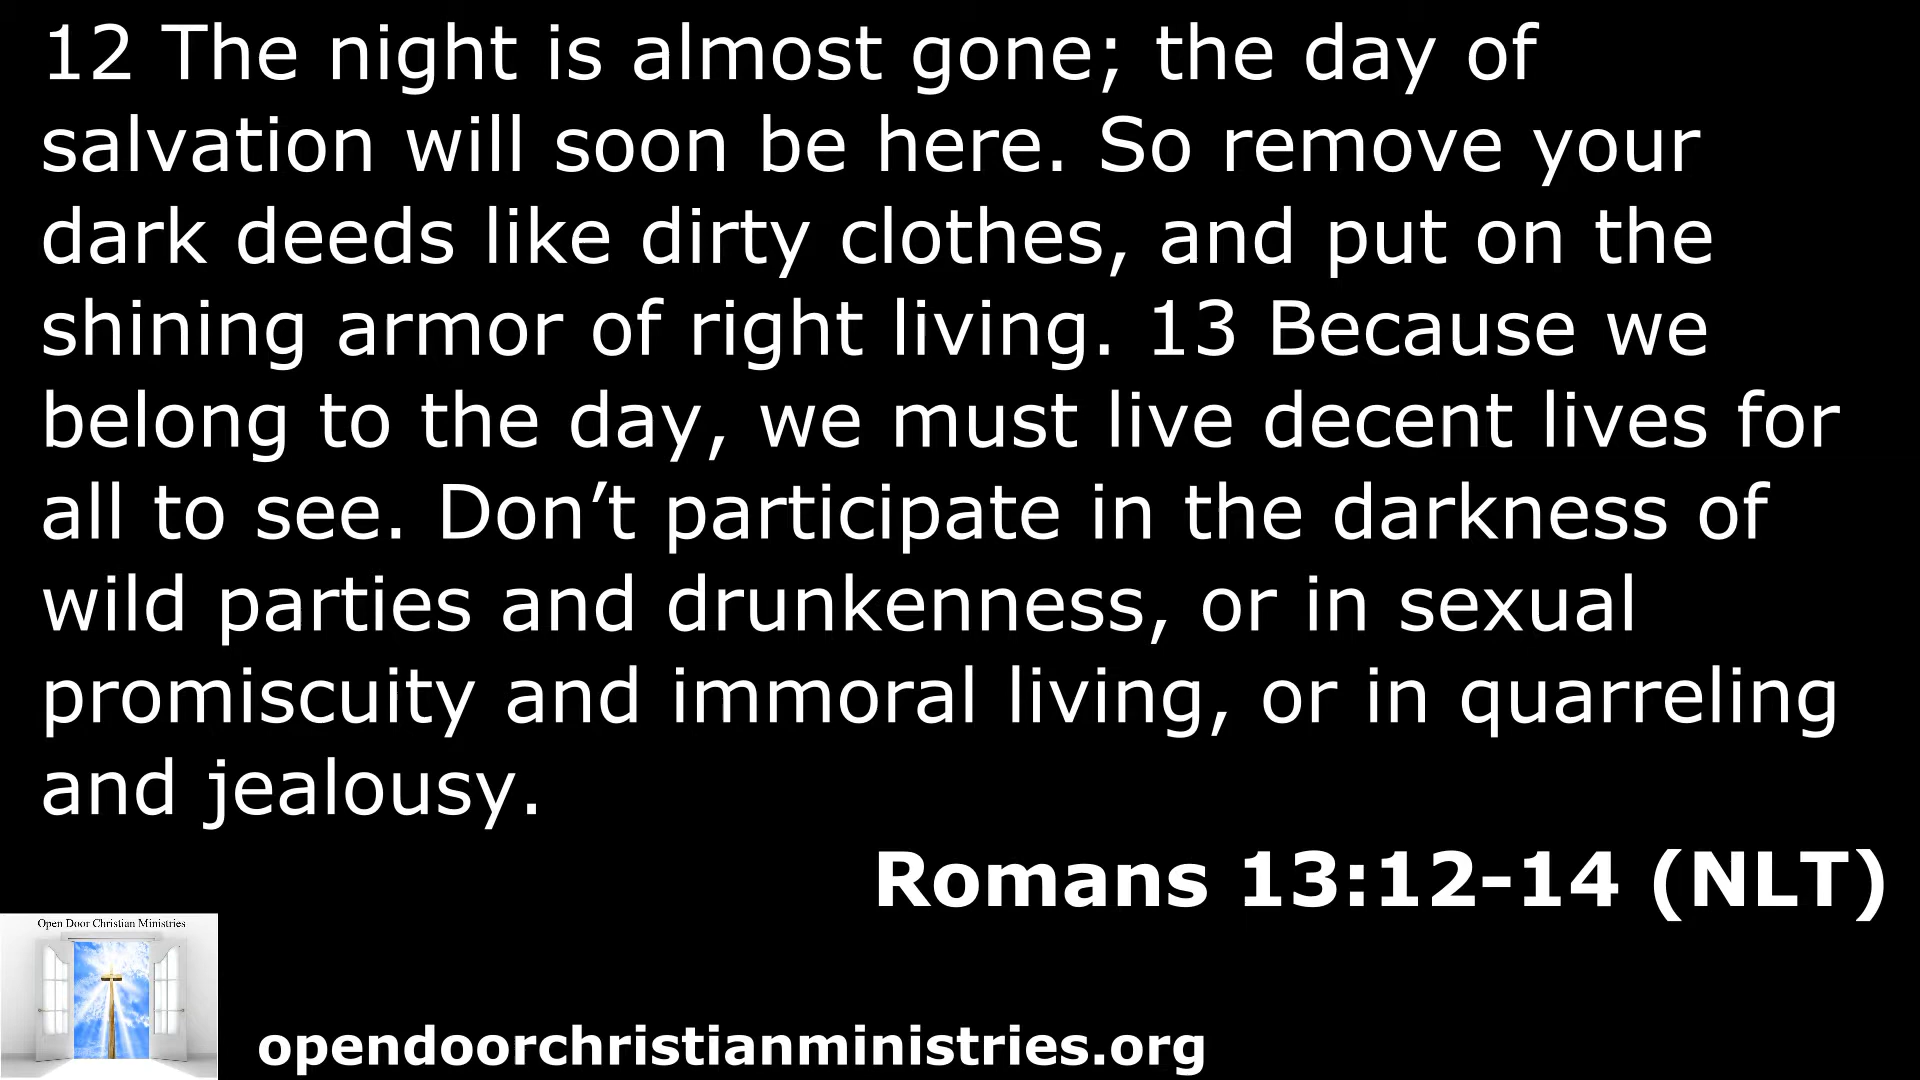 12 The night is almost gone; the day of
salvation will soon be here. So remove your
dark deeds like dirty clothes, and put on the
shining armor of right living. 13 Because we
belong to the day, we must live decent lives for
all to see. Don’t participate in the darkness of
wild parties and drunkenness, or in sexual
promiscuity and immoral living, or in quarreling
and jealousy.
Romans 13:12-14 (NLT)
Open Door Christian Ministries
opendoorchristianministries.org